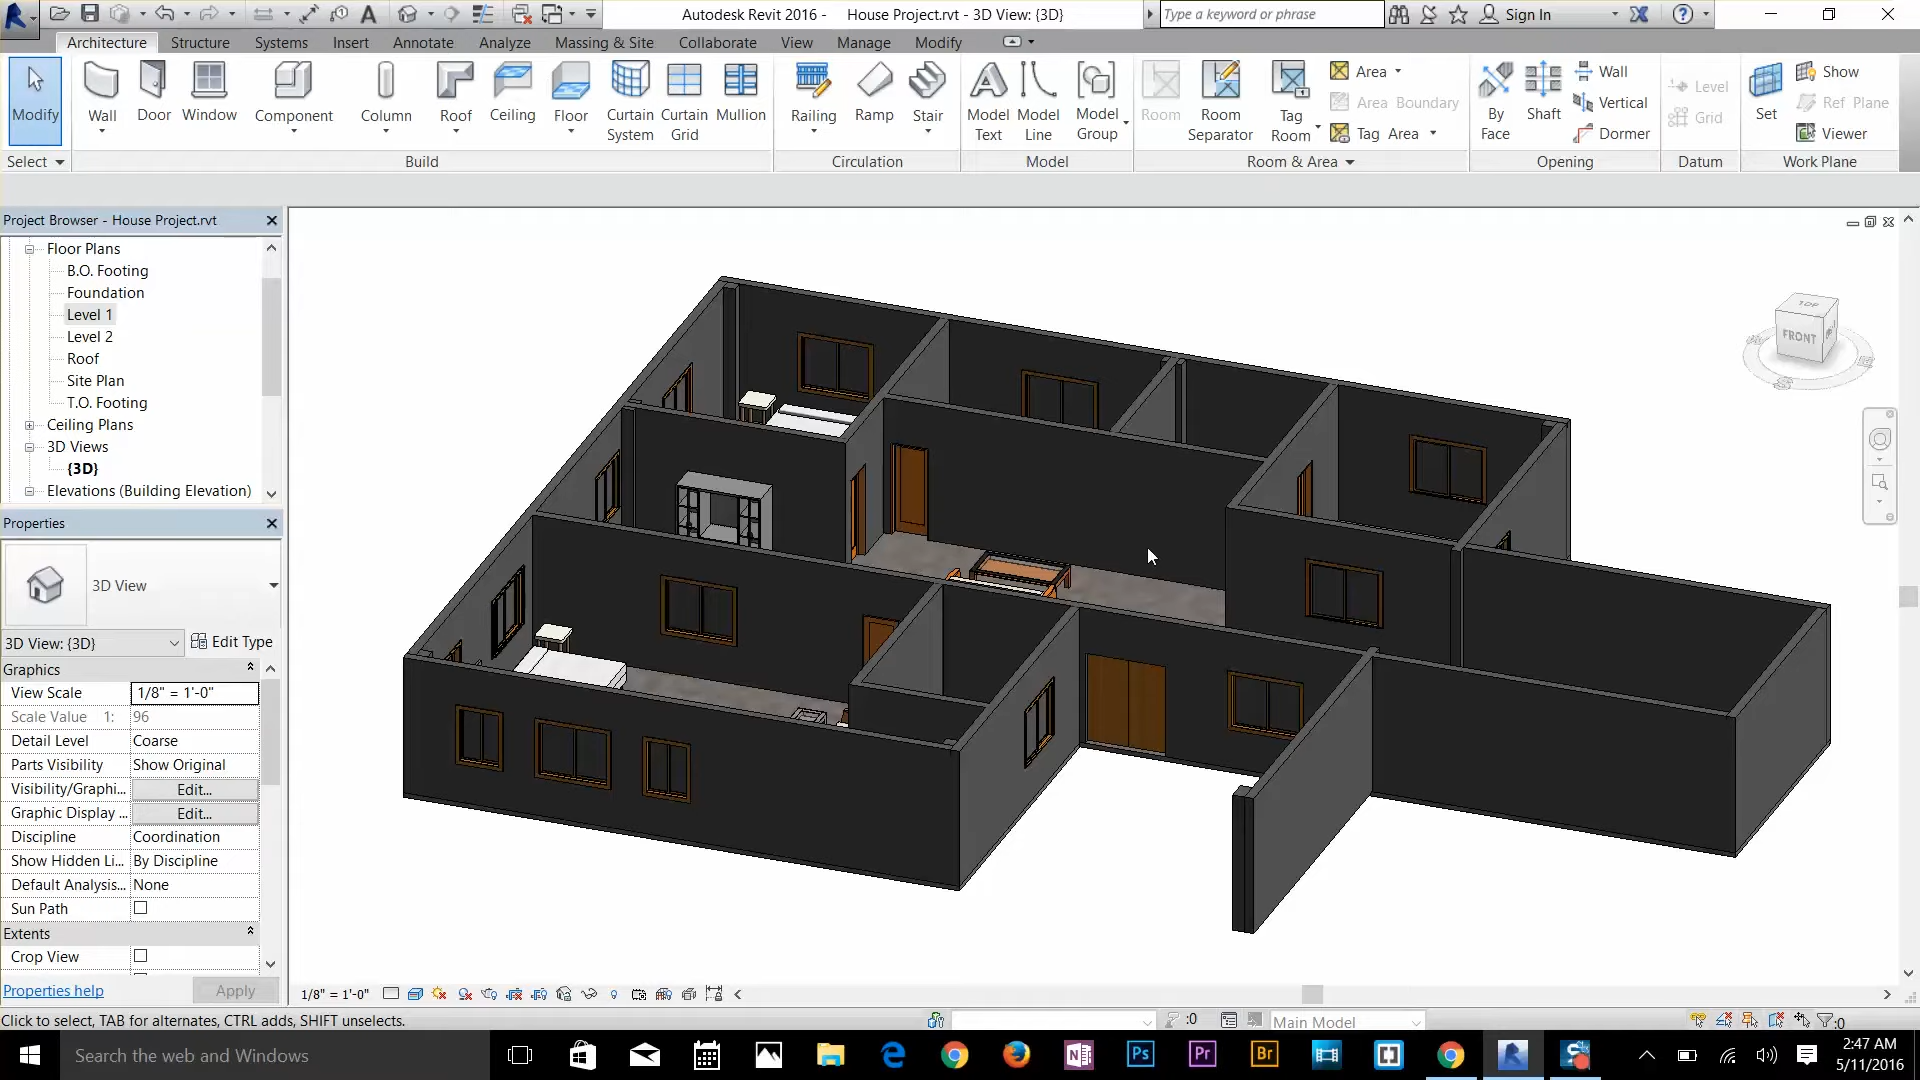 Autodesk Revit 2016 - House Project.rvt - 3D View: {3D}
Type a keyword or phrase
Sign In
Architecture Structure Systems Insert Annotate Analyze Massing & Site Collaborate View Manage Modify
Modify
Wall
Door
Window
Component
Column
Roof
Ceiling
Floor
Curtain System
Curtain Grid
Mullion
Railing
Ramp
Stair
Model Text
Model Line
Model Group
Room
Room Separator
Tag Room
Area
Area Boundary
Tag Area
By Face
Shaft
Wall
Vertical
Dormer
Level
Grid
Set
Show
Ref Plane
Viewer
Select
Build
Circulation
Model
Room & Area
Opening
Datum
Work Plane
Project Browser - House Project.rvt
Floor Plans
B.O. Footing
Foundation
Level 1
Level 2
Roof
Site Plan
T.O. Footing
Ceiling Plans
3D Views
{3D}
Elevations (Building Elevation)
Properties
3D View
3D View: {3D}
Edit Type
Graphics
View Scale 1/8" = 1'-0"
Scale Value 1: 96
Detail Level Coarse
Parts Visibility Show Original
Visibility/Graphi... Edit...
Graphic Display ... Edit...
Discipline Coordination
Show Hidden Li... By Discipline
Default Analysis... None
Sun Path
Extents
Crop View
Properties help
Apply
TOP
FRONT
1/8" = 1'-0"
Click to select, TAB for alternates, CTRL adds, SHIFT unselects.
:0
Main Model
:0
Search the web and Windows
Ps
Pr
Br
2:47 AM
5/11/2016